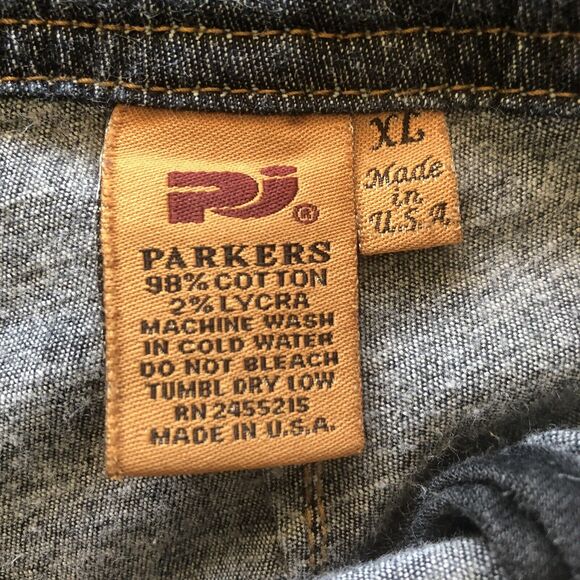 PJ®
PARKERS
98% COTTON
2% LYCRA
MACHINE WASH
IN COLD WATER
DO NOT BLEACH
TUMBL DRY LOW
RN 2455215
MADE IN U.S.A.
XL
Made
in
U.S.A.